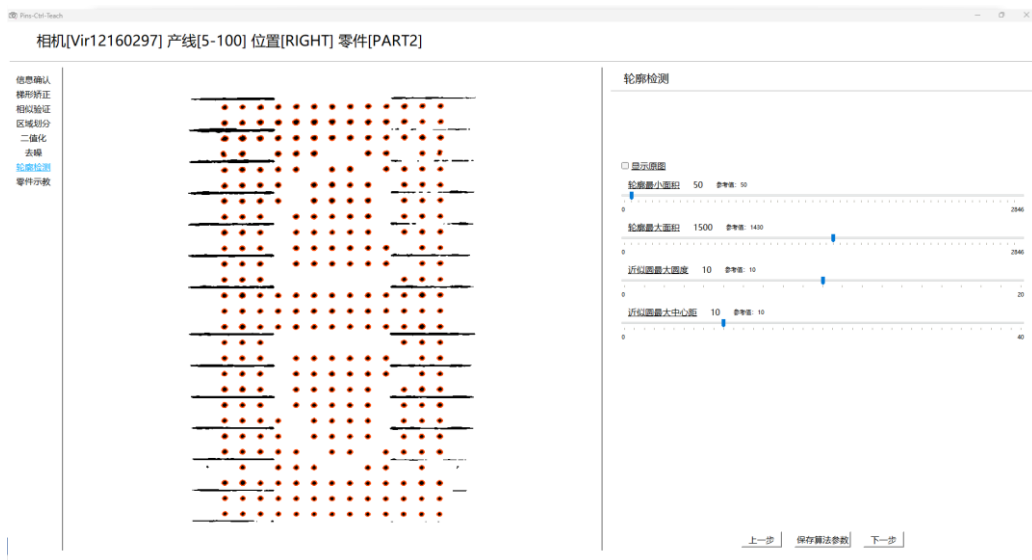 Pins-Ctrl-Teach
相机[Vir12160297] 产线[5-100] 位置[RIGHT] 零件[PART2]
信息确认
梯形矫正
相似验证
区域划分
二值化
去噪
轮廓检测
零件示教
轮廓检测
显示原图
轮廓最小面积 50 参考值: 50
0 2846
轮廓最大面积 1500 参考值: 1430
0 2846
近似圆最大圆度 10 参考值: 10
0 20
近似圆最大中心距 10 参考值: 10
0 40
上一步 保存算法参数 下一步